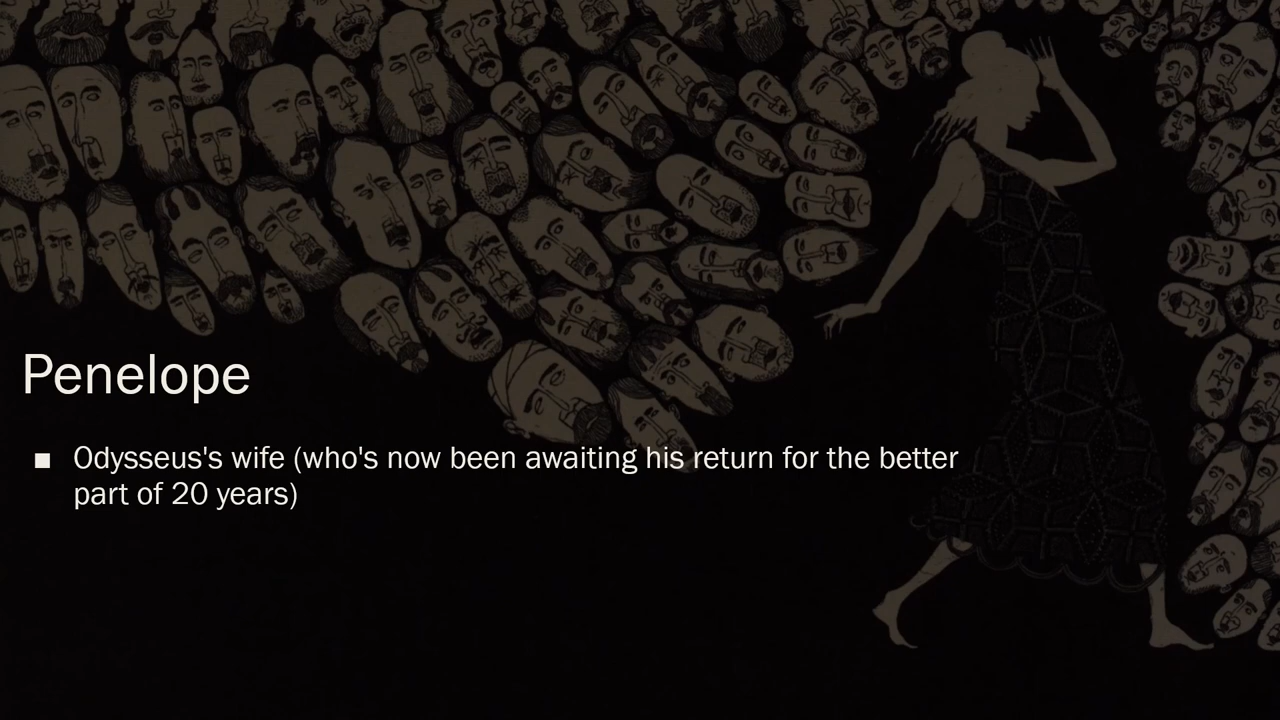 Penelope
▪ Odysseus's wife (who's now been awaiting his return for the better
part of 20 years)